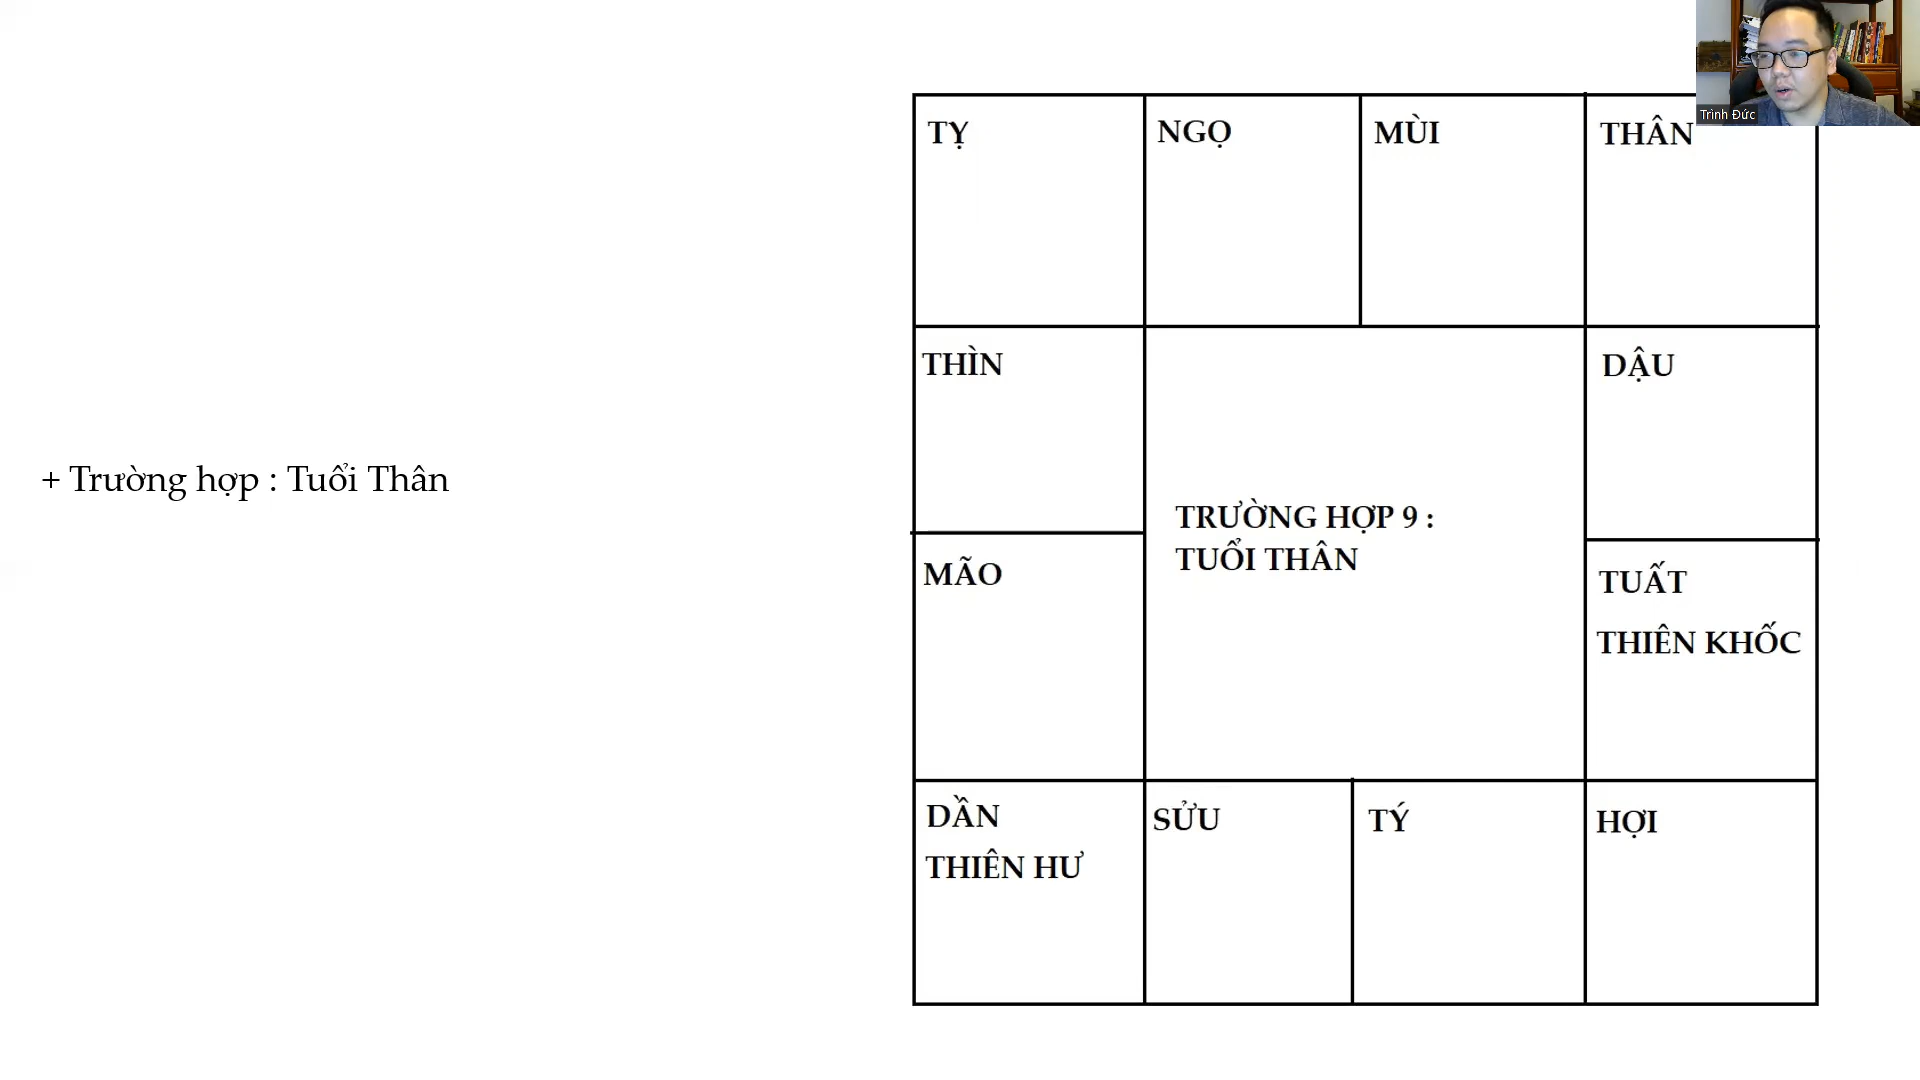 Trình Đức
TỴ
NGỌ
MÙI
THÂN
THÌN
DẬU
+ Trường hợp : Tuổi Thân
TRƯỜNG HỢP 9 :
TUỔI THÂN
MÃO
TUẤT
THIÊN KHỐC
DẦN
THIÊN HƯ
SỬU
TÝ
HỢI